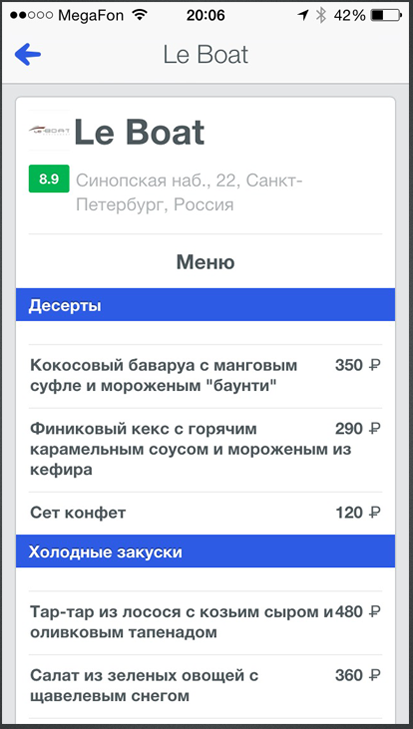 MegaFon 20:06 42%
Le Boat
LE BOAT Le Boat
8.9 Синопская наб., 22, Санкт-
Петербург, Россия
Меню
Десерты
Кокосовый баваруа с манговым 350 ₽
суфле и мороженым "баунти"
Финиковый кекс с горячим 290 ₽
карамельным соусом и мороженым из
кефира
Сет конфет 120 ₽
Холодные закуски
Тар-тар из лосося с козьим сыром и 480 ₽
оливковым тапенадом
Салат из зеленых овощей с 360 ₽
щавелевым снегом